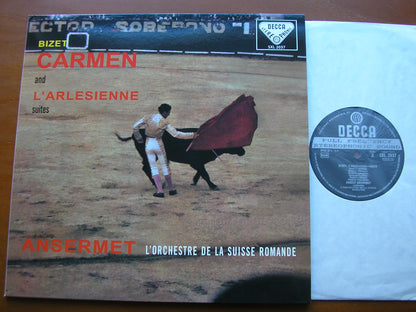 ECTOR SOBERONO
DECCA
SXL 2037
BIZET
CARMEN
and
L'ARLESIENNE
suites
ANSERMET L'ORCHESTRE DE LA SUISSE ROMANDE
DECCA
FULL FREQUENCY
STEREOPHONIC SOUND